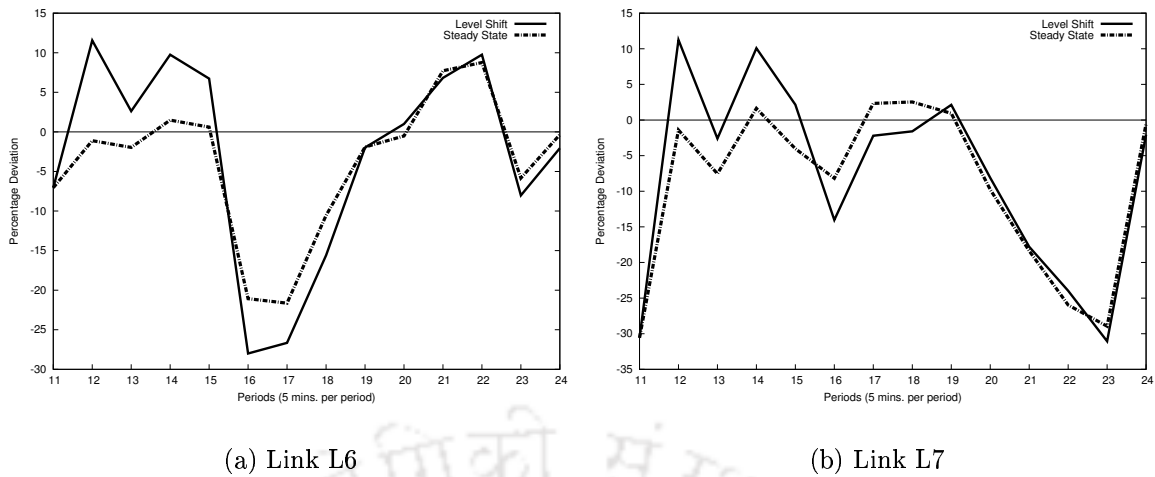 15
10
5
0
-5
-10
-15
-20
-25
-30
11 12 13 14 15 16 17 18 19 20 21 22 23 24
Percentage Deviation
Periods (5 mins. per period)
Level Shift
Steady State
(a) Link L6
15
10
5
0
-5
-10
-15
-20
-25
-30
-35
11 12 13 14 15 16 17 18 19 20 21 22 23 24
Percentage Deviation
Periods (5 mins. per period)
Level Shift
Steady State
(b) Link L7